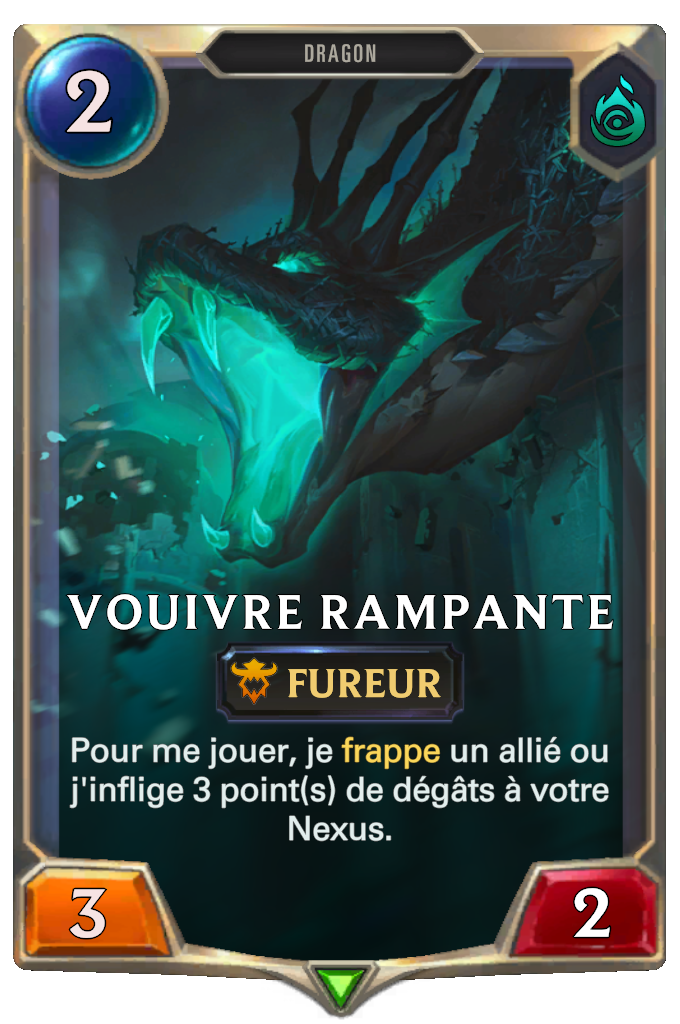 DRAGON
2
VOUIVRE RAMPANTE
FUREUR
Pour me jouer, je frappe un allié ou
j'inflige 3 point(s) de dégâts à votre
Nexus.
3
2